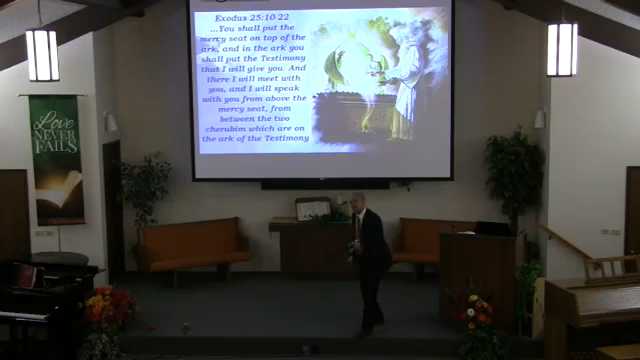 Exodus 25:10-22
...You shall put the
mercy seat on top of the
ark, and in the ark you
shall put the Testimony
that I will give you. And
there I will meet with
you, and I will speak
with you from above the
mercy seat, from
between the two
cherubim which are on
the ark of the Testimony
Love
NEVER
FAILS